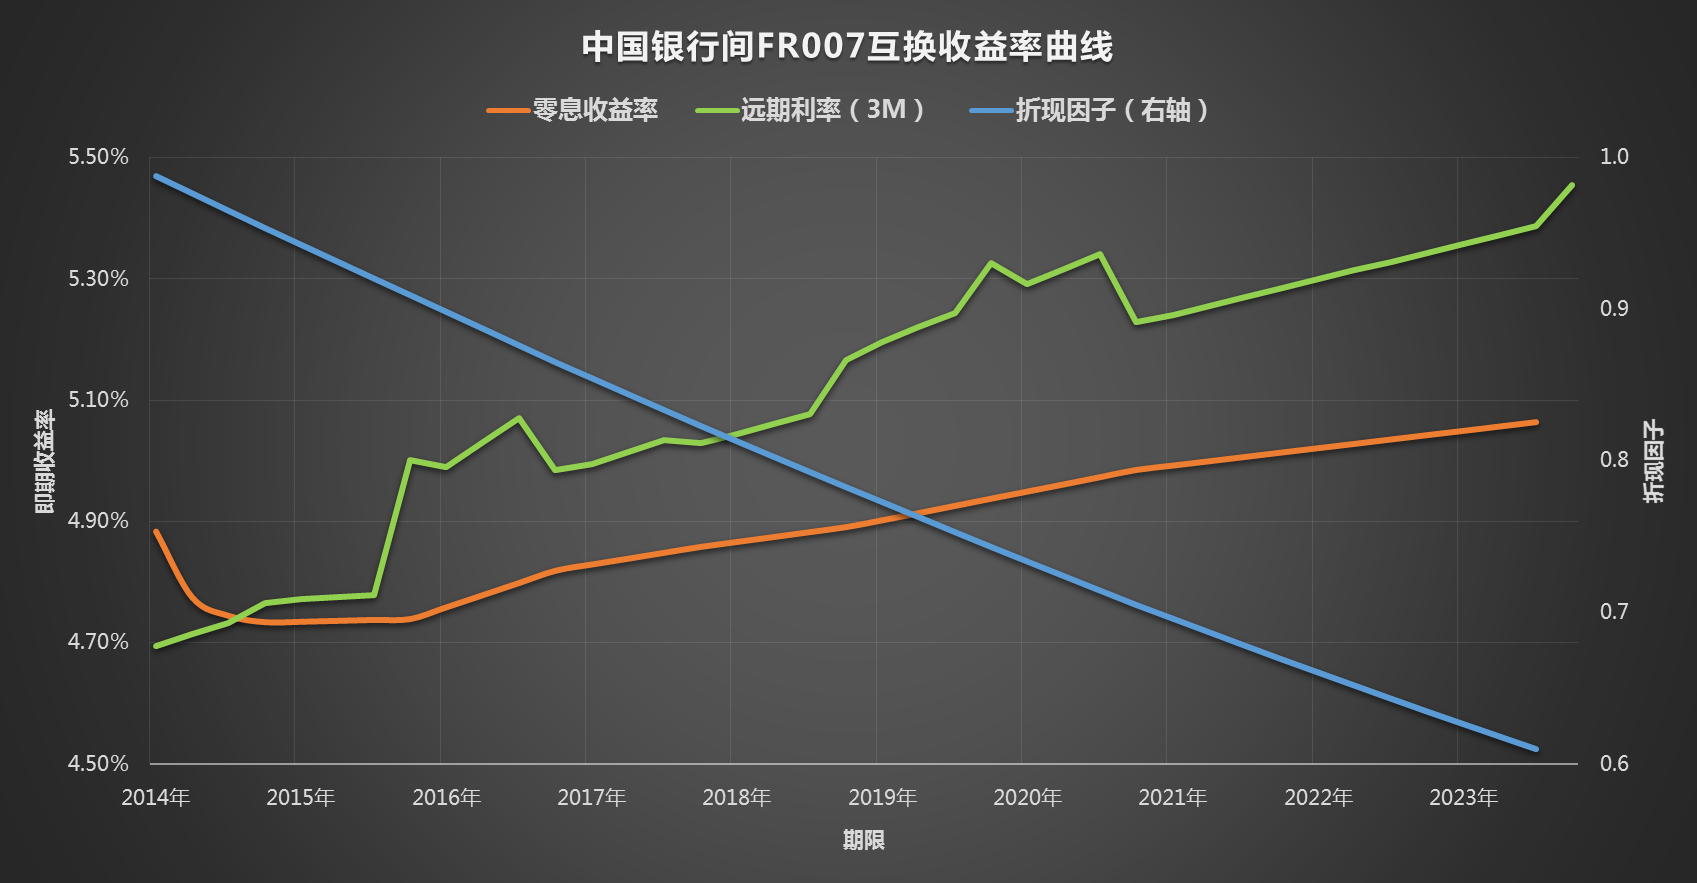 中国银行间FR007互换收益率曲线
零息收益率 远期利率（3M） 折现因子（右轴）
5.50% 1.0
5.30% 0.9
5.10% 0.8
4.90% 0.7
4.70% 0.6
4.50%
即期收益率
折现因子
2014年 2015年 2016年 2017年 2018年 2019年 2020年 2021年 2022年 2023年
期限